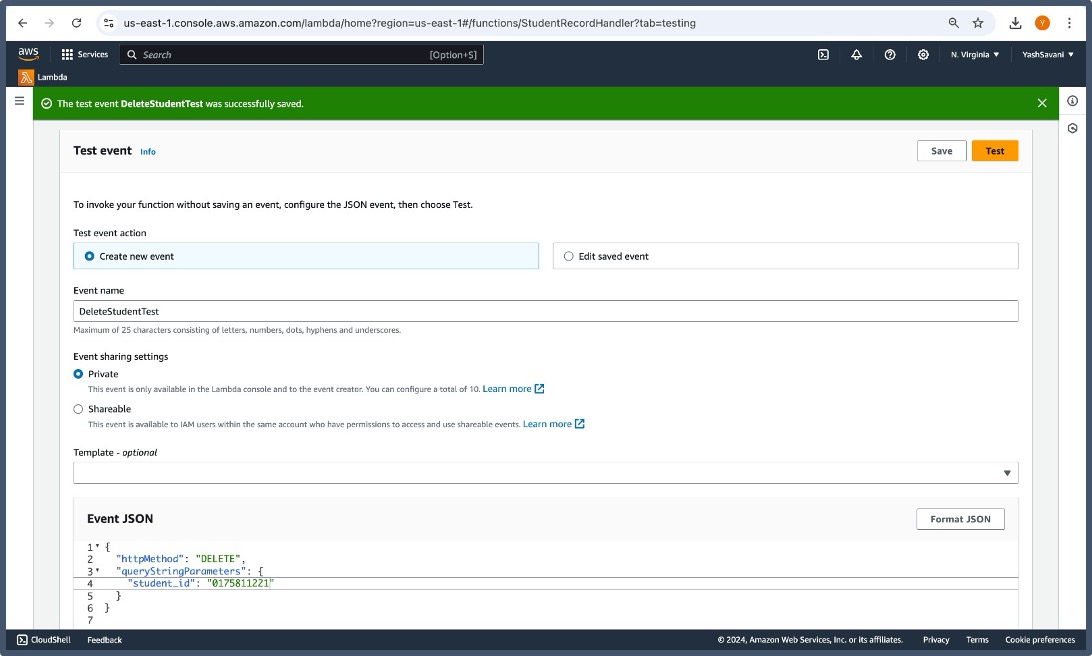 us-east-1.console.aws.amazon.com/lambda/home?region=us-east-1#/functions/StudentRecordHandler?tab=testing
Y
aws Services Search [Option+S] N. Virginia ▼ YashSavani ▼
Lambda
The test event DeleteStudentTest was successfully saved.
Test event Info Save Test
To invoke your function without saving an event, configure the JSON event, then choose Test.
Test event action
Create new event Edit saved event
Event name
DeleteStudentTest
Maximum of 25 characters consisting of letters, numbers, dots, hyphens and underscores.
Event sharing settings
Private
This event is only available in the Lambda console and to the event creator. You can configure a total of 10. Learn more
Shareable
This event is available to IAM users within the same account who have permissions to access and use shareable events. Learn more
Template - optional
Event JSON Format JSON
1 {
2 "httpMethod": "DELETE",
3 "queryStringParameters": {
4 "student_id": "0175811221"
5 }
6 }
7
CloudShell Feedback © 2024, Amazon Web Services, Inc. or its affiliates. Privacy Terms Cookie preferences